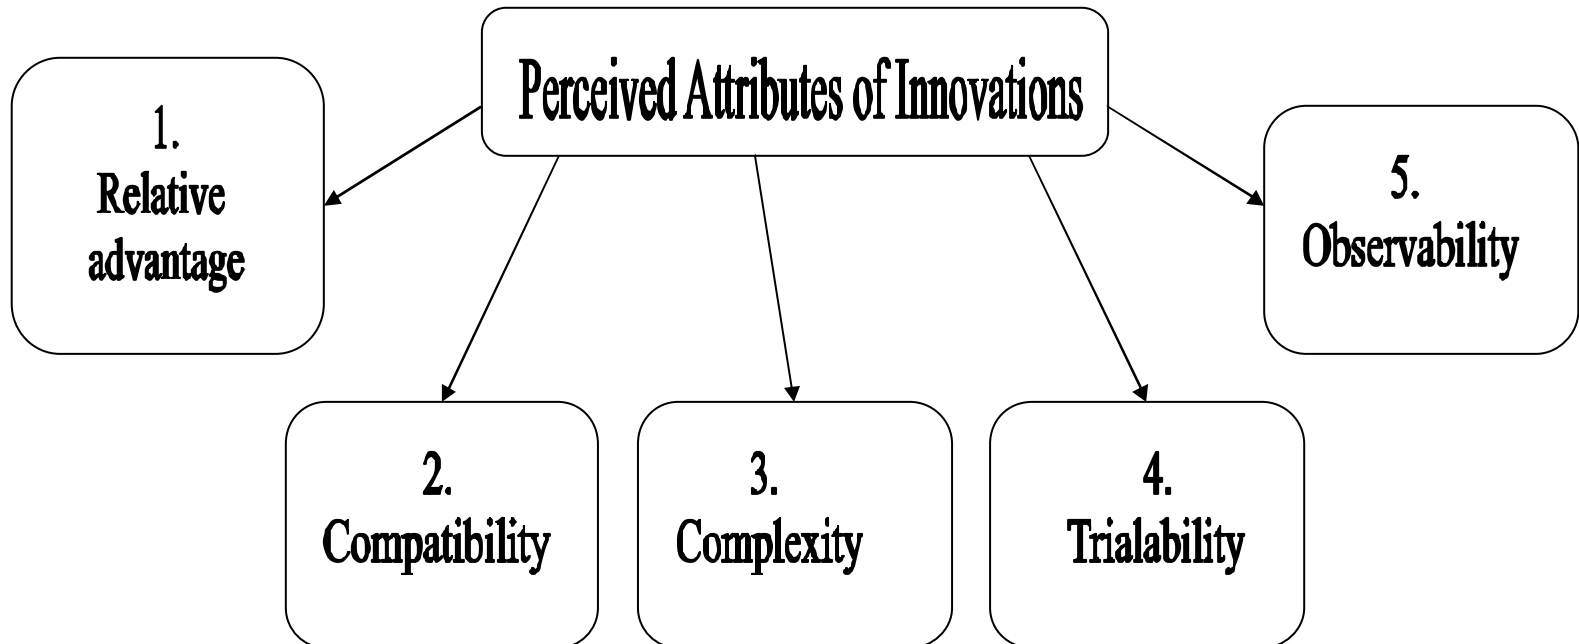 Perceived Attributes of Innovations
1.
Relative
advantage
2.
Compatibility
3.
Complexity
4.
Trialability
5.
Observability